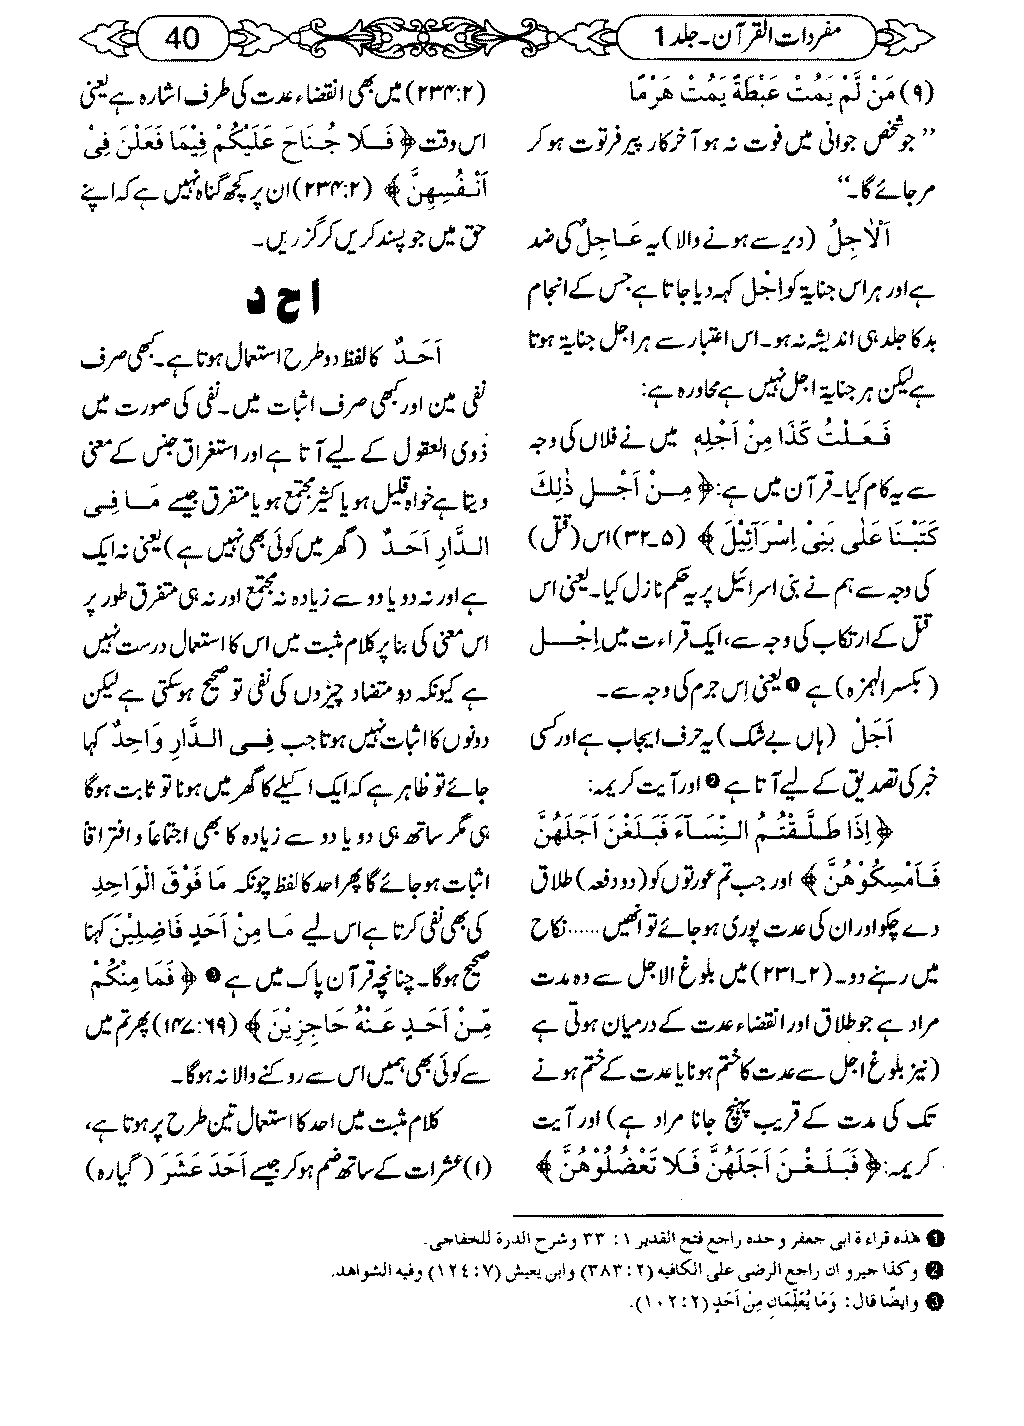 مفردات القرآن۔جلد 1
40
(۹) مَنْ لَّمْ يَمُتْ عَبْطَةً يَمُتْ هَرْمًا
’’جو شخص جوانی میں فوت نہ ہو آخر کار پیر فرتوت ہو کر
مر جائے گا۔‘‘
اَلْاٰجِلُ (دیر سے ہونے والا) یہ عَاجِلٌ کی ضد
ہے اور ہر اس جنایۃ کو اٰجِل کہہ دیا جاتا ہے جس کے انجام
بد کا جلد ہی اندیشہ نہ ہو۔ اس اعتبار سے ہر اجل جنایۃ ہوتا
ہے لیکن ہر جنایۃ اجل نہیں ہے محاورہ ہے:
فَعَلْتُ كَذَا مِنْ اَجْلِهٖ میں نے فلاں کی وجہ
سے یہ کام کیا۔ قرآن میں ہے: ﴿مِنْ اَجْلِ ذٰلِكَ
كَتَبْنَا عَلٰى بَنِىْ اِسْرَآئِيْلَ﴾ (۵۔۳۲) اس (قتل)
کی وجہ سے ہم نے بنی اسرائیل پر یہ حکم نازل کیا۔ یعنی اس
قتل کے ارتکاب کی وجہ سے، ایک قراءت میں اِجْل
(بکسر الہمزہ) ہے ❶ یعنی اِس جرم کی وجہ سے۔
اَجَلْ (ہاں بے شک) یہ حرف ایجاب ہے اور کسی
خبر کی تصدیق کے لیے آتا ہے ❷ اور آیت کریمہ:
﴿اِذَا طَلَّقْتُمُ النِّسَآءَ فَبَلَغْنَ اَجَلَهُنَّ
فَاَمْسِكُوْهُنَّ﴾ اور جب تم عورتوں کو (دو دفعہ) طلاق
دے چکو اور ان کی عدت پوری ہو جائے تو انھیں ...... نکاح
میں رہنے دو۔ (۲۔۲۳۱) میں بلوغ الاجل سے وہ مدت
مراد ہے جو طلاق اور انقضاء عدت کے درمیان ہوتی ہے
(نیز بلوغ اجل سے عدت کا ختم ہونا یا عدت کے ختم ہونے
تک کی مدت کے قریب پہنچ جانا مراد ہے) اور آیت
کریمہ: ﴿فَبَلَغْنَ اَجَلَهُنَّ فَلَا تَعْضُلُوْهُنَّ﴾
(۲:۲۳۴) میں بھی انقضاء عدت کی طرف اشارہ ہے یعنی
اس وقت ﴿فَلَا جُنَاحَ عَلَيْكُمْ فِيْمَا فَعَلْنَ فِىْ
اَنْفُسِهِنَّ﴾ (۲:۲۳۴) ان پر کچھ گناہ نہیں ہے کہ اپنے
حق میں جو پسند کریں کر گزریں۔
ا ح د
اَحَدٌ کا لفظ دو طرح استعمال ہوتا ہے۔ کبھی صرف
نفی مین اور کبھی صرف اثبات میں۔ نفی کی صورت میں
ذوی العقول کے لیے آتا ہے اور استغراق جنس کے معنی
دیتا ہے خواہ قلیل ہو یا کثیر مجتمع ہو یا متفرق جیسے مَا فِى
الدَّارِ اَحَدٌ (گھر میں کوئی بھی نہیں ہے) یعنی نہ ایک
ہے اور نہ دو یا دو سے زیادہ نہ مجتمع اور نہ ہی متفرق طور پر
اس معنی کی بنا پر کلام مثبت میں اس کا استعمال درست نہیں
ہے کیونکہ دو متضاد چیزوں کی نفی تو صحیح ہو سکتی ہے لیکن
دونوں کا اثبات نہیں ہوتا جب فِى الدَّارِ وَاحِدٌ کہا
جائے تو ظاہر ہے کہ ایک اکیلے کا گھر میں ہونا تو ثابت ہو گا
ہی مگر ساتھ ہی دو یا دو سے زیادہ کا بھی اجتماعاً و افتراقا
اثبات ہو جائے گا پھر احد کا لفظ چونکہ مَا فَوْقَ الْوَاحِدِ
کی بھی نفی کرتا ہے اس لیے مَا مِنْ اَحَدٍ فَاضِلِيْنَ کہنا
صحیح ہو گا۔ چنانچہ قرآن پاک میں ہے ❸ ﴿فَمَا مِنْكُمْ
مِّنْ اَحَدٍ عَنْهُ حَاجِزِيْنَ﴾ (۶۹:۱۴۷) پھر تم میں
سے کوئی بھی ہمیں اس سے روکنے والا نہ ہو گا۔
کلام مثبت میں احد کا استعمال تین طرح پر ہوتا ہے،
(۱) عشرات کے ساتھ ضم ہو کر جیسے اَحَدَ عَشَرَ (گیارہ)
❶ هذه قراءة ابى جعفر وحده راجع فتح القدير ۱: ۳۳ وشرح الدرة للخفاجى۔
❷ وكذا جيرو ان راجع الرضى على الكافيه (۲: ۳۸۳) وابن يعيش (۷: ۱۲٤) وفيه الشواهد۔
❸ وايضًا قال: وَمَا يُعَلِّمَانِ مِنْ اَحَدٍ (۲: ۱۰۲)۔